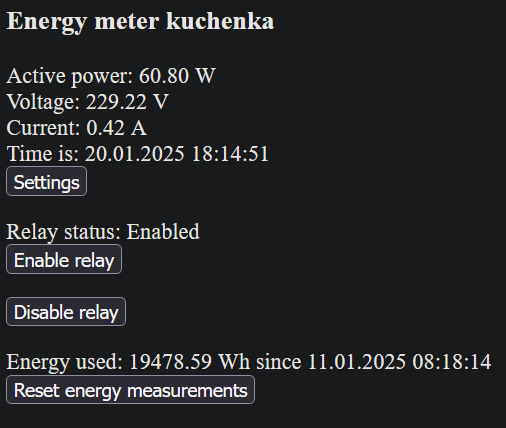 Energy meter kuchenka
Active power: 60.80 W
Voltage: 229.22 V
Current: 0.42 A
Time is: 20.01.2025 18:14:51
Settings
Relay status: Enabled
Enable relay
Disable relay
Energy used: 19478.59 Wh since 11.01.2025 08:18:14
Reset energy measurements